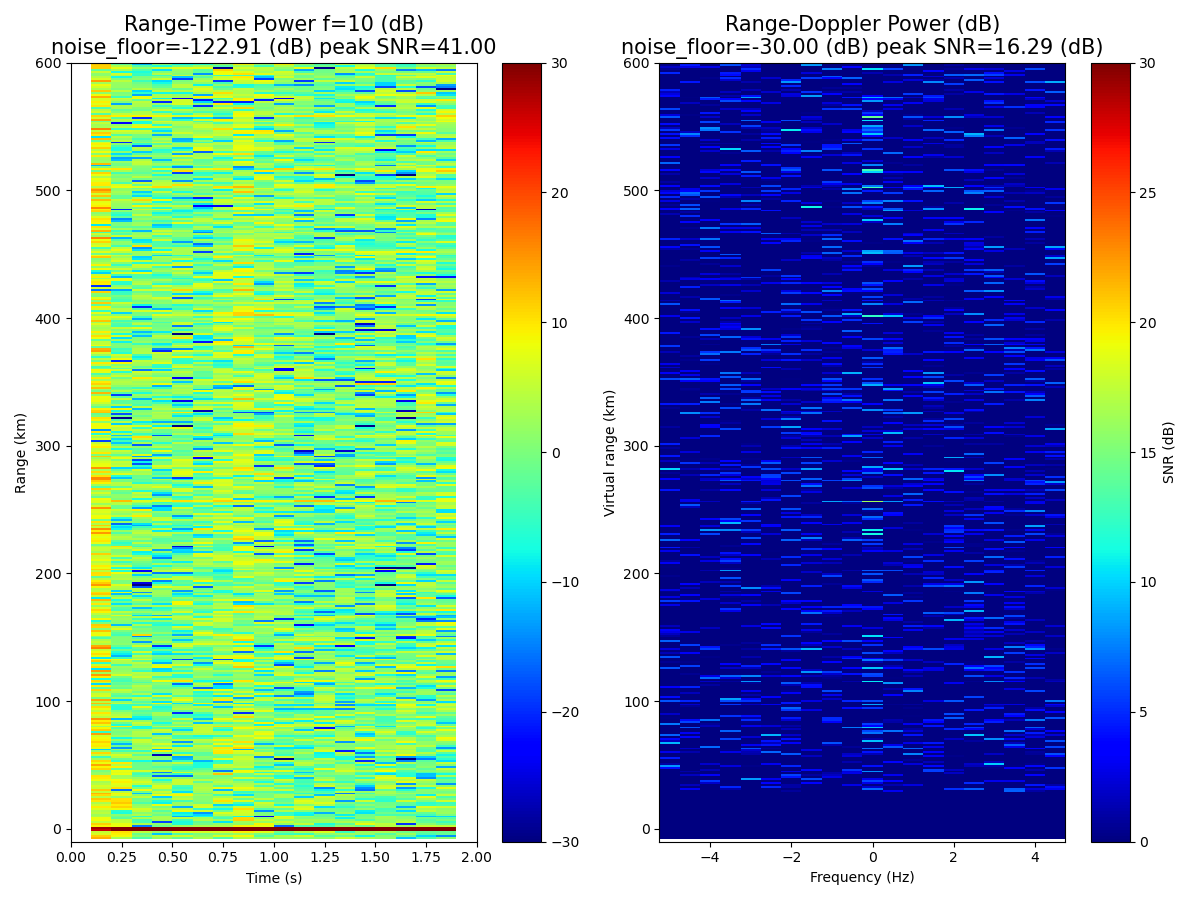 Range-Time Power f=10 (dB)
noise_floor=-122.91 (dB) peak SNR=41.00
Range (km)
600
500
400
300
200
100
0
0.00 0.25 0.50 0.75 1.00 1.25 1.50 1.75 2.00
Time (s)
30
20
10
0
−10
−20
−30
Range-Doppler Power (dB)
noise_floor=-30.00 (dB) peak SNR=16.29 (dB)
Virtual range (km)
600
500
400
300
200
100
0
−4 −2 0 2 4
Frequency (Hz)
30
25
20
15
10
5
0
SNR (dB)